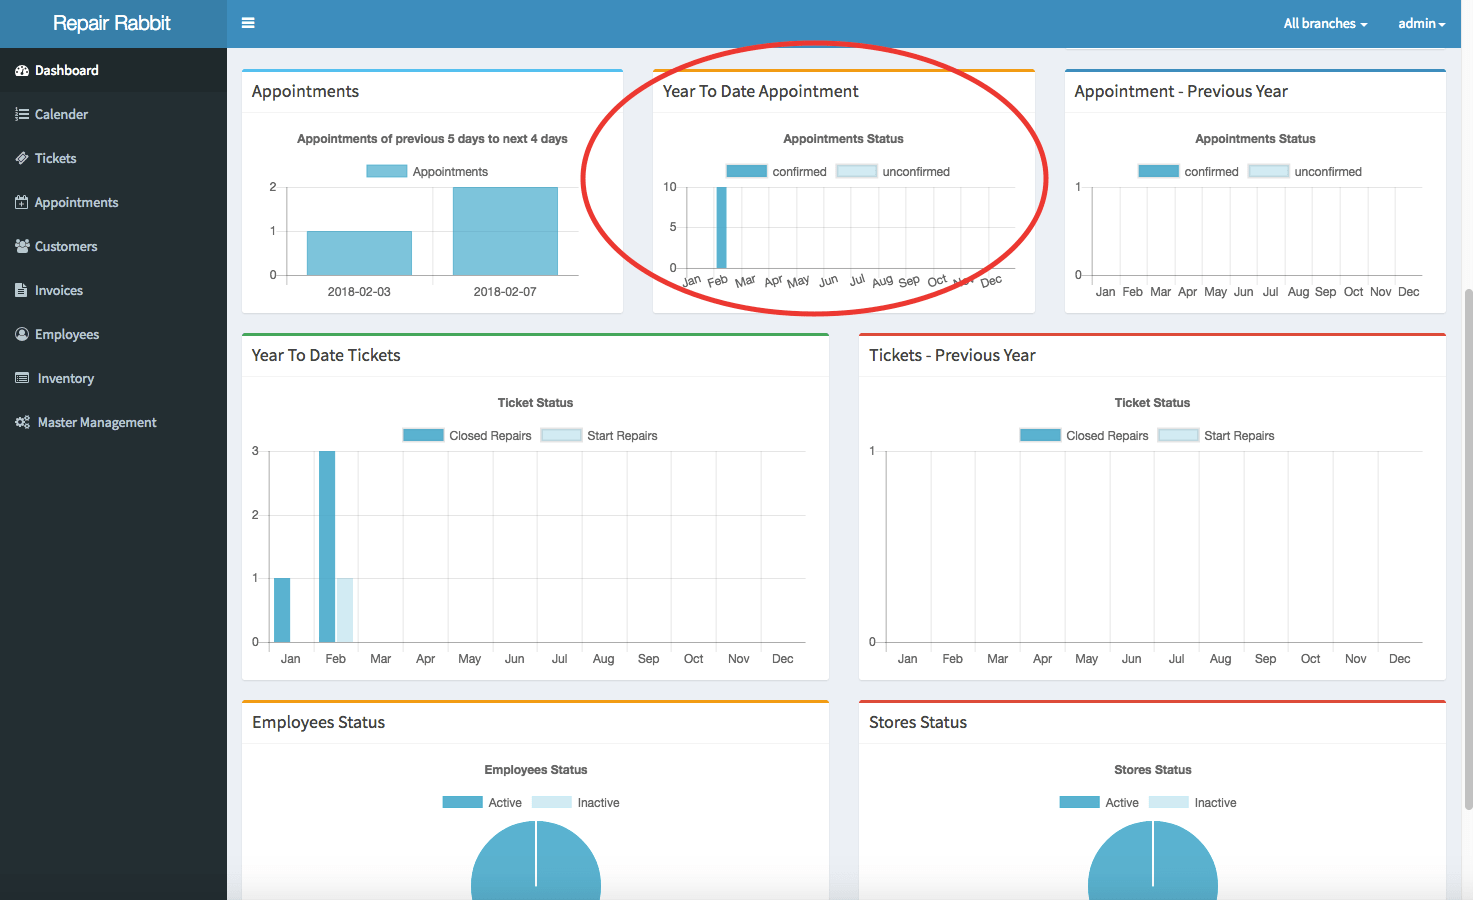 Repair Rabbit
All branches
admin
Dashboard
Calender
Tickets
Appointments
Customers
Invoices
Employees
Inventory
Master Management
Appointments
Appointments of previous 5 days to next 4 days
Appointments
2
1
0
2018-02-03 2018-02-07
Year To Date Appointment
Appointments Status
confirmed unconfirmed
10
5
0
Jan Feb Mar Apr May Jun Jul Aug Sep Oct Nov Dec
Appointment - Previous Year
Appointments Status
confirmed unconfirmed
1
0
Jan Feb Mar Apr May Jun Jul Aug Sep Oct Nov Dec
Year To Date Tickets
Ticket Status
Closed Repairs Start Repairs
3
2
1
0
Jan Feb Mar Apr May Jun Jul Aug Sep Oct Nov Dec
Tickets - Previous Year
Ticket Status
Closed Repairs Start Repairs
1
0
Jan Feb Mar Apr May Jun Jul Aug Sep Oct Nov Dec
Employees Status
Employees Status
Active Inactive
Stores Status
Stores Status
Active Inactive